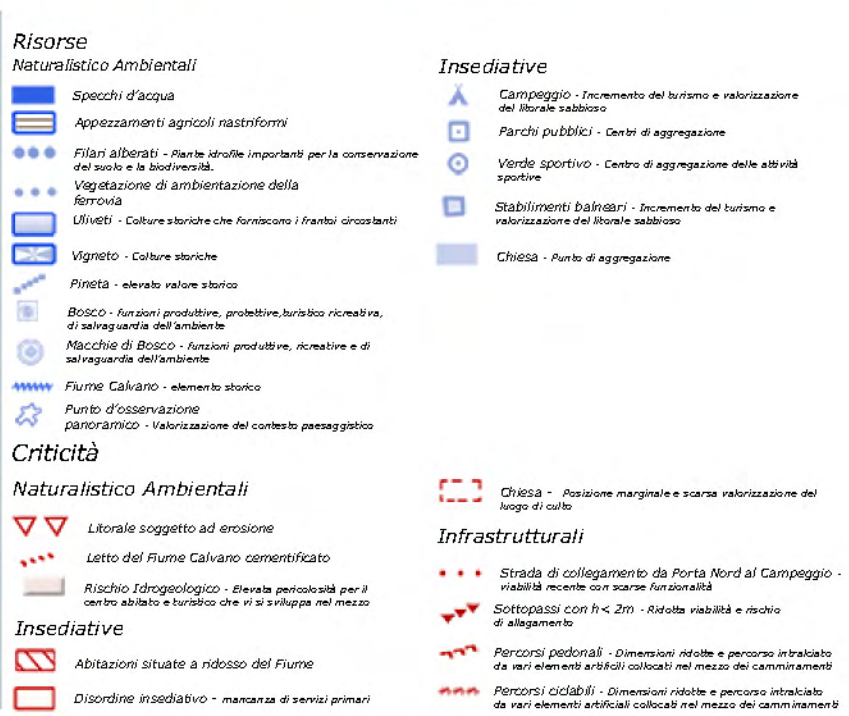 Risorse
Naturalistico Ambientali
Specchi d'acqua
Appezzamenti agricoli nastriformi
Filari alberati - Piante idrofile importanti per la conservazione
del suolo e la biodiversità.
Vegetazione di ambientazione della
ferrovia
Uliveti - Colture storiche che forniscono i frantoi circostanti
Vigneto - Colture storiche
Pineta - elevato valore storico
Bosco - funzioni produttive, protettive,turistico ricreativa,
di salvaguardia dell'ambiente
Macchie di Bosco - funzioni produttive, ricreative e di
salvaguardia dell'ambiente
Fiume Calvano - elemento storico
Punto d'osservazione
panoramico - Valorizzazione del contesto paesaggistico
Insediative
Campeggio - Incremento del turismo e valorizzazione
del litorale sabbioso
Parchi pubblici - Centri di aggregazione
Verde sportivo - Centro di aggregazione delle attività
sportive
Stabilimenti balneari - Incremento del turismo e
valorizzazione del litorale sabbioso
Chiesa - Punto di aggregazione
Criticità
Naturalistico Ambientali
Litorale soggetto ad erosione
Letto del Fiume Calvano cementificato
Rischio Idrogeologico - Elevata pericolosità per il
centro abitato e turistico che vi si sviluppa nel mezzo
Insediative
Abitazioni situate a ridosso del Fiume
Disordine insediativo - mancanza di servizi primari
Chiesa - Posizione marginale e scarsa valorizzazione del
luogo di culto
Infrastrutturali
Strada di collegamento da Porta Nord al Campeggio -
viabilità recente con scarse funzionalità
Sottopassi con h< 2m - Ridotta viabilità e rischio
di allagamento
Percorsi pedonali - Dimensioni ridotte e percorso intralciato
da vari elementi artificili collocati nel mezzo dei camminamenti
Percorsi ciclabili - Dimensioni ridotte e percorso intralciato
da vari elementi artificiali collocati nel mezzo dei camminamenti